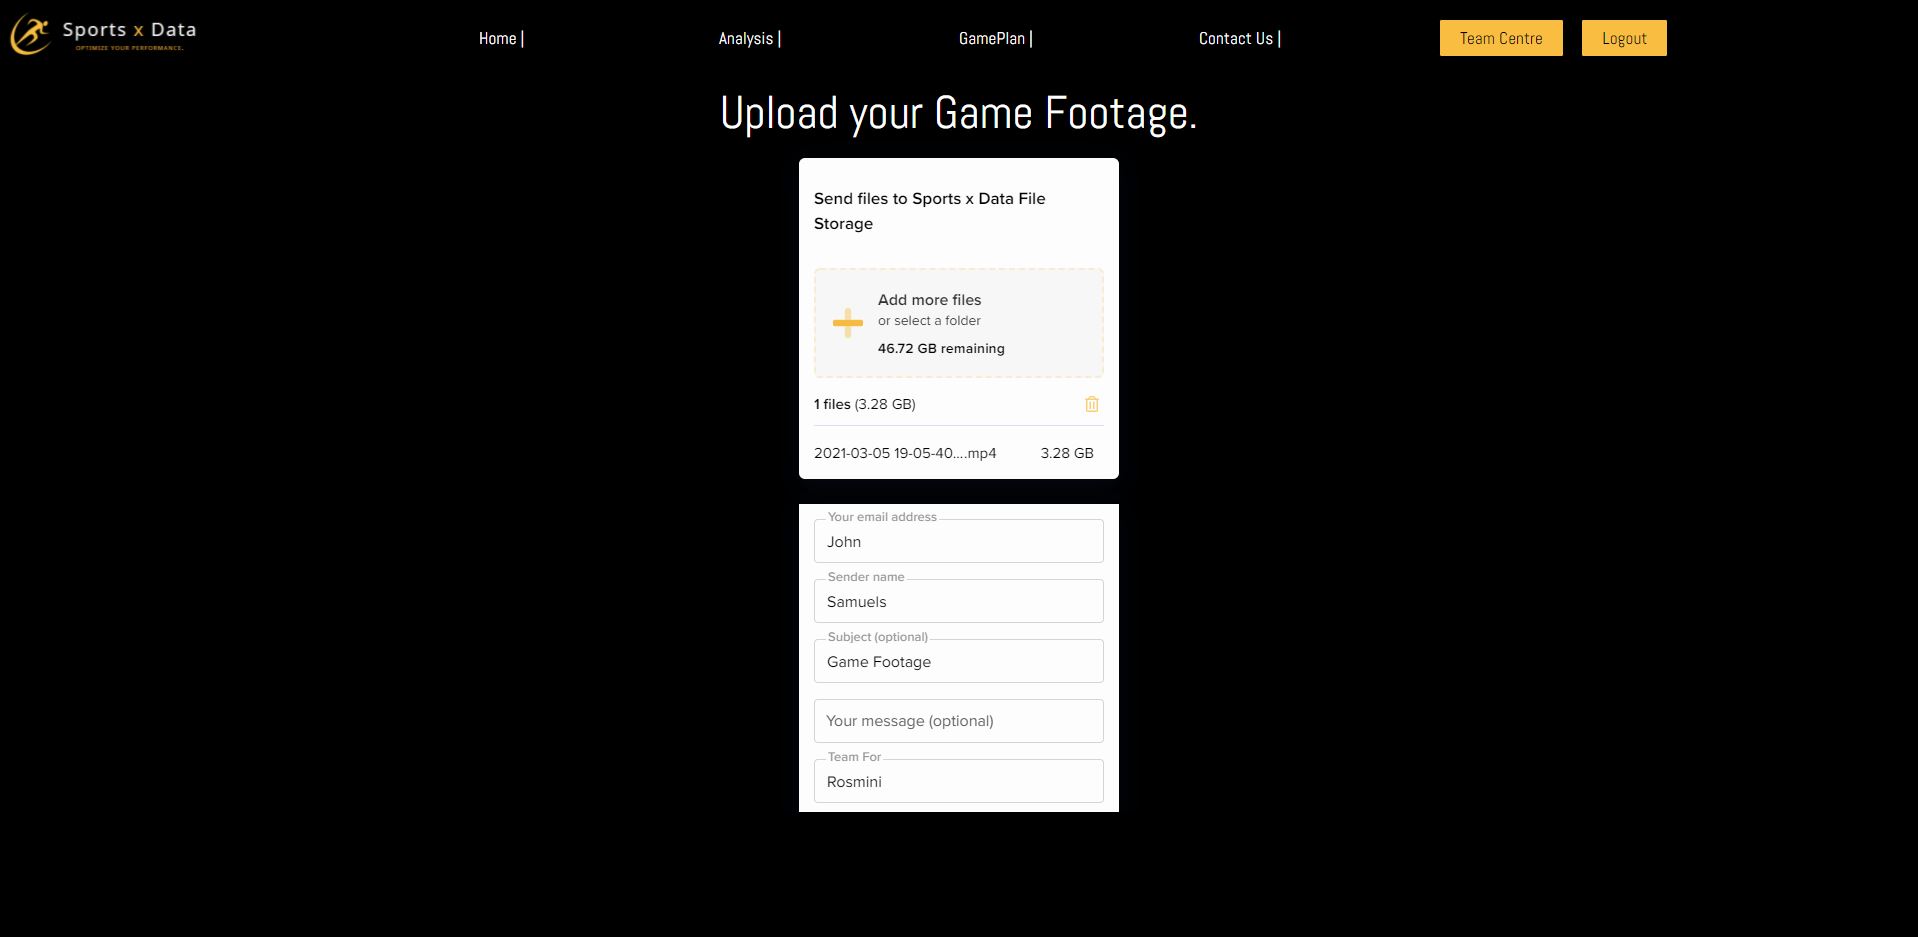 Sports x Data
OPTIMIZE YOUR PERFORMANCE.
Home |
Analysis |
GamePlan |
Contact Us |
Team Centre
Logout
Upload your Game Footage.
Send files to Sports x Data File
Storage
Add more files
or select a folder
46.72 GB remaining
1 files (3.28 GB)
2021-03-05 19-05-40....mp4 3.28 GB
Your email address
John
Sender name
Samuels
Subject (optional)
Game Footage
Your message (optional)
Team For
Rosmini